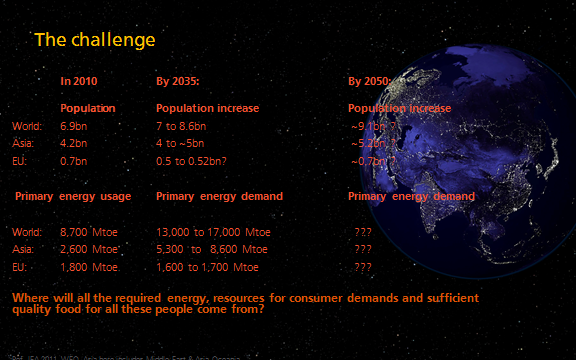 The challenge
In 2010 By 2035: By 2050:
Population Population increase Population increase
World: 6.9bn 7 to 8.6bn ~9.1bn ?
Asia: 4.2bn 4 to ~5bn ~5.2bn ?
EU: 0.7bn 0.5 to 0.52bn? ~0.7bn ?
Primary energy usage Primary energy demand Primary energy demand
World: 8,700 Mtoe 13,000 to 17,000 Mtoe ???
Asia: 2,600 Mtoe 5,300 to 8,600 Mtoe ???
EU: 1,800 Mtoe 1,600 to 1,700 Mtoe ???
Where will all the required energy, resources for consumer demands and sufficient
quality food for all these people come from?
Ref. IEA 2011 WEO, Asia here includes Middle East & Asia Oceania